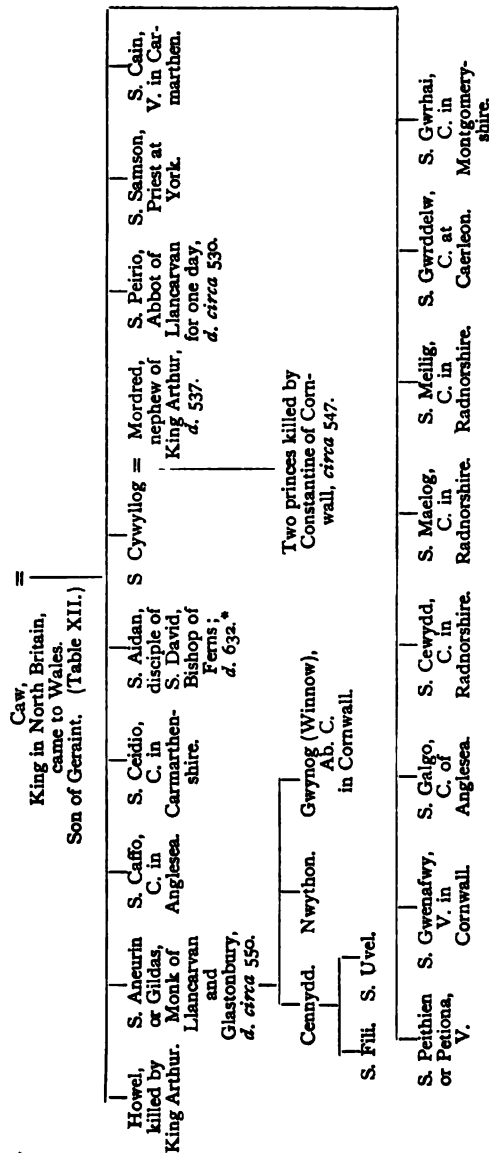 Caw,
King in North Britain,
came to Wales.
Son of Geraint. (Table XII.)
=
Howel,
killed by
King Arthur.
S. Aneurin
or Gildas,
Monk of
Llancarvan
and
Glastonbury,
d. circa 550.
S. Caffo,
C. in
Anglesea.
S. Ceidio,
C. in
Carmarthen-
shire.
S. Aidan,
disciple of
S. David,
Bishop of
Ferns;
d. 632.*
S Cywyllog =
Mordred,
nephew of
King Arthur,
d. 537.
S. Peirio,
Abbot of
Llancarvan
for one day,
d. circa 530.
S. Samson,
Priest at
York.
S. Cain,
V. in Car-
marthen.
Cennydd.
Nwython.
Gwynog (Winnow),
Ab. C.
in Cornwall.
Two princes killed by
Constantine of Corn-
wall, circa 547.
S. Fili.
S. Uvel.
S. Peithien
or Petiona,
V.
S. Gwenafwy,
V. in
Cornwall.
S. Galgo,
C. of
Anglesea.
S. Cewydd,
C. in
Radnorshire.
S. Maelog,
C. in
Radnorshire.
S. Meilig,
C. in
Radnorshire.
S. Gwrddelw,
C. at
Caerleon.
S. Gwrhai,
C. in
Montgomery-
shire.